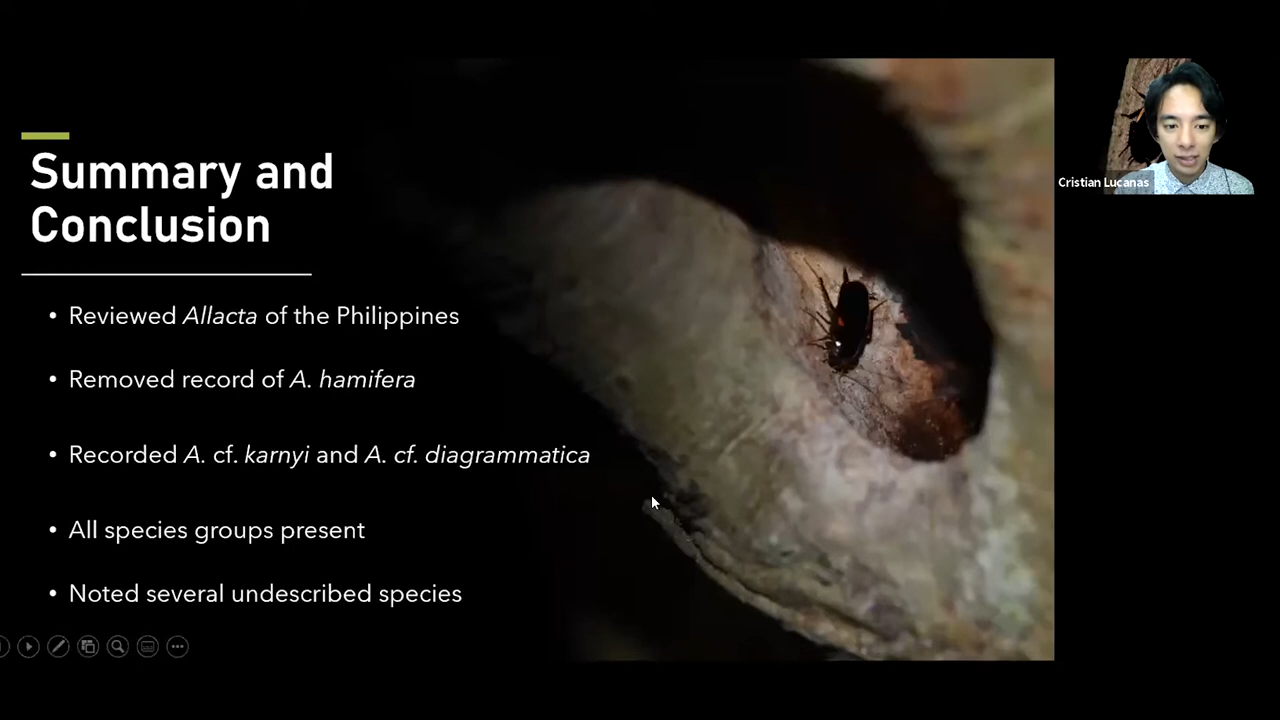 Summary and
Conclusion
• Reviewed Allacta of the Philippines
• Removed record of A. hamifera
• Recorded A. cf. karnyi and A. cf. diagrammatica
• All species groups present
• Noted several undescribed species
Cristian Lucanas